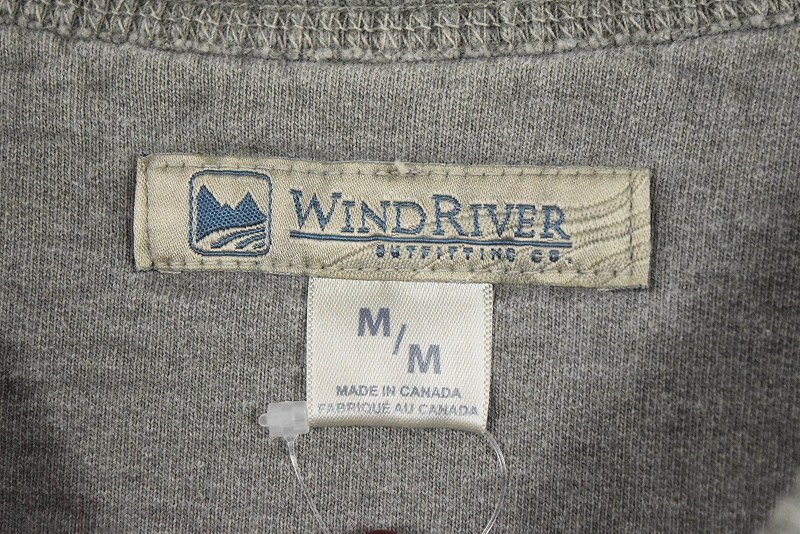 WINDRIVER
OUTFITTING CO.
M/M
MADE IN CANADA
FABRIQUÉ AU CANADA